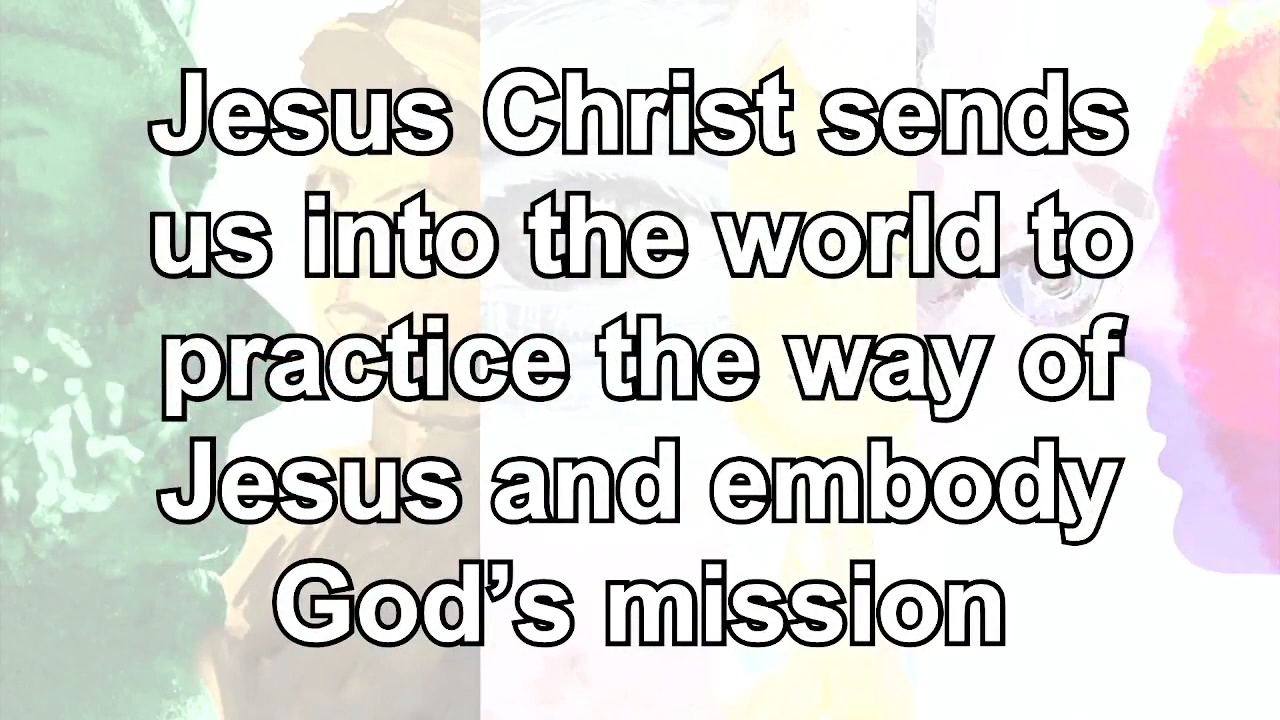 Jesus Christ sends
us into the world to
practice the way of
Jesus and embody
God’s mission